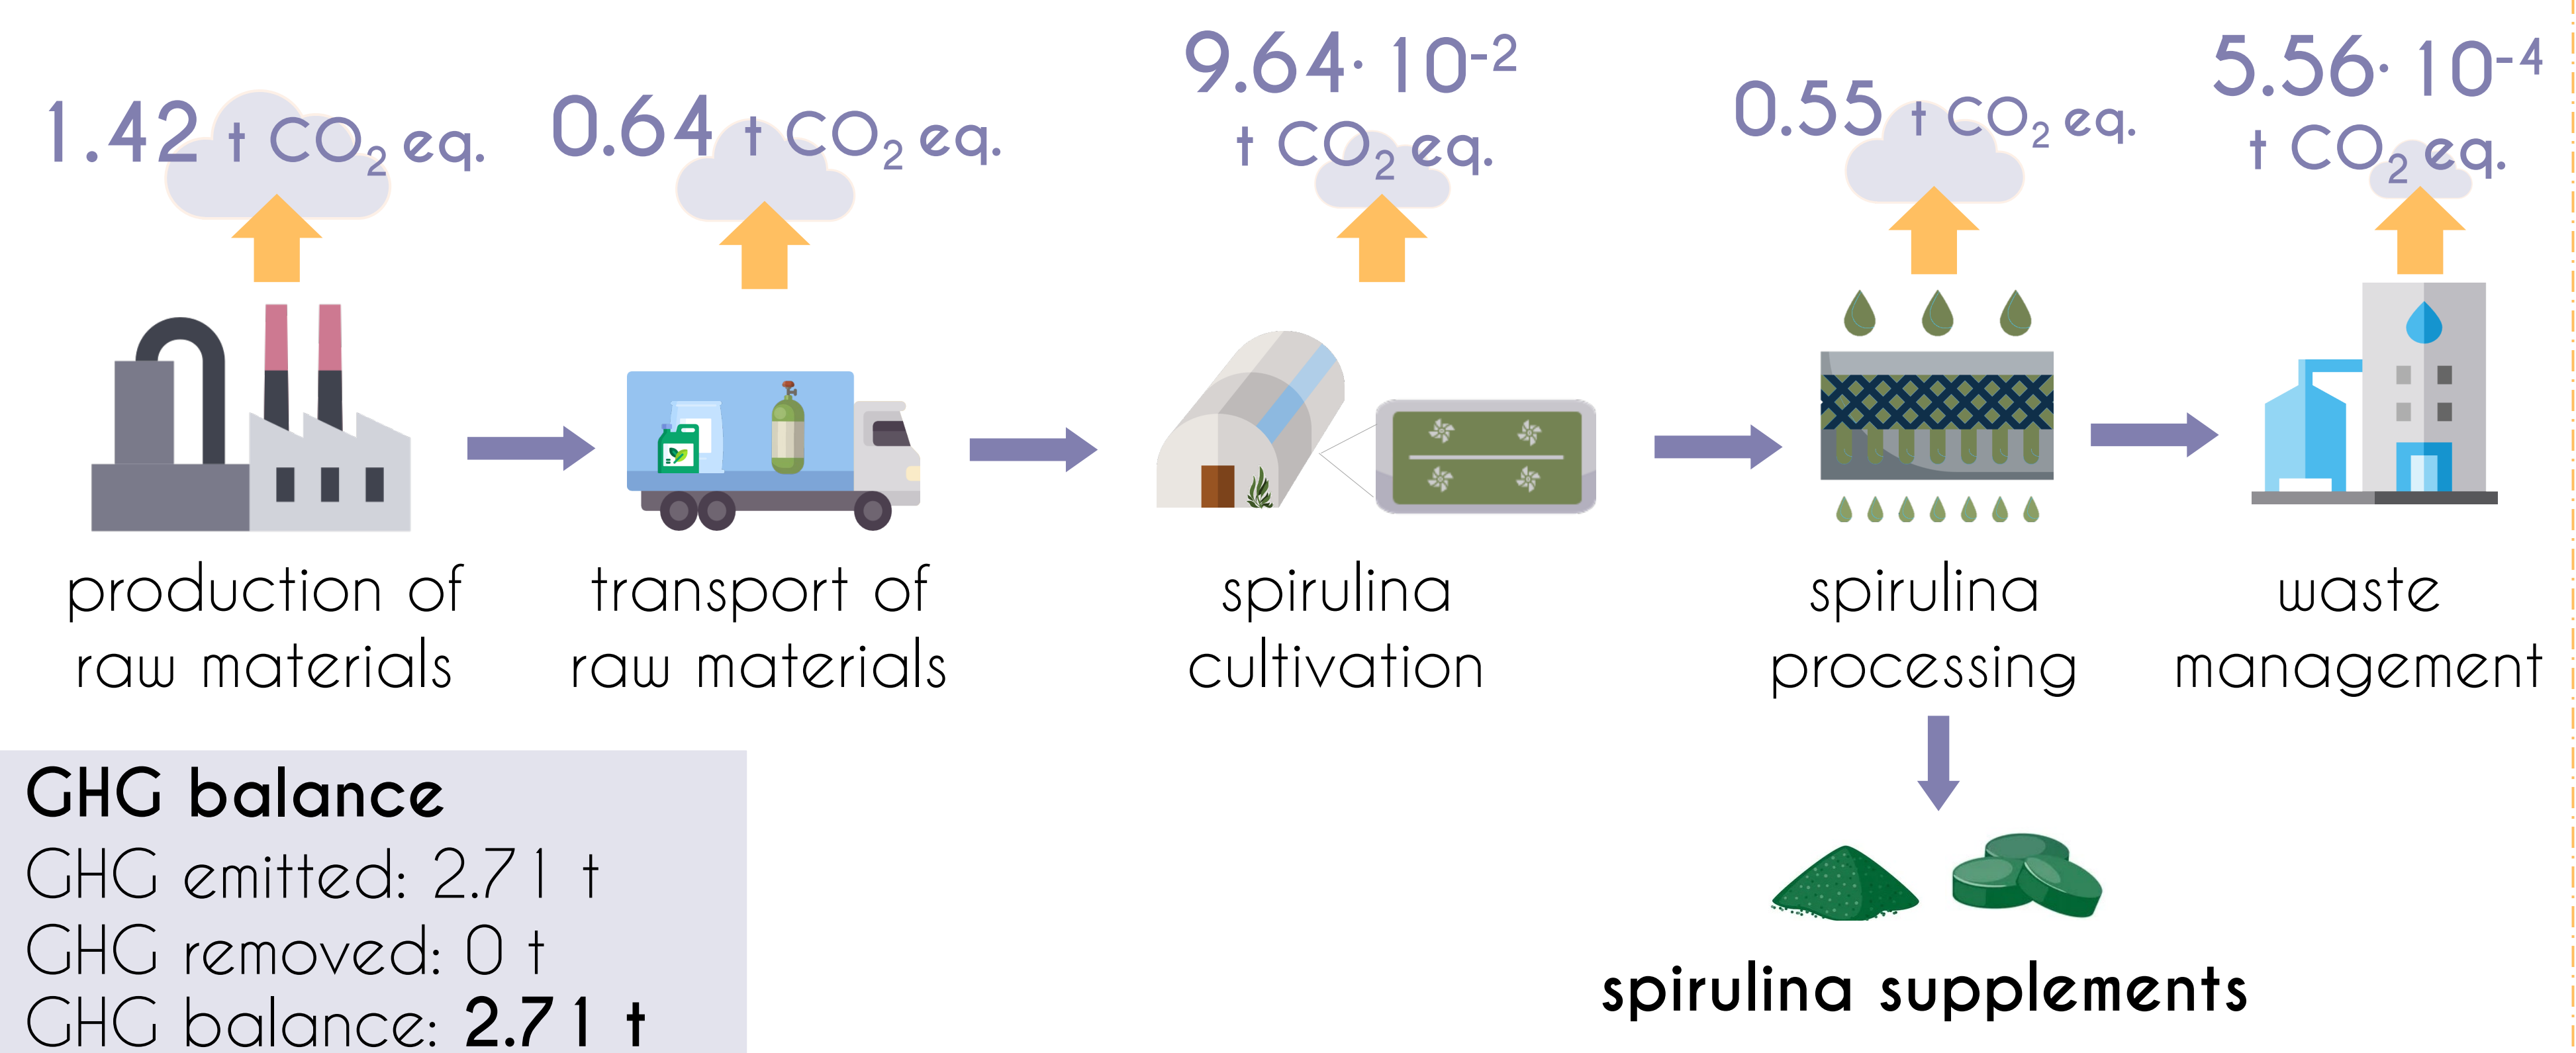 1.42 t CO₂ eq.
0.64 t CO₂ eq.
9.64· 10⁻²
t CO₂ eq.
0.55 t CO₂ eq.
5.56· 10⁻⁴
t CO₂ eq.
production of
raw materials
transport of
raw materials
spirulina
cultivation
spirulina
processing
waste
management
GHG balance
GHG emitted: 2.71 t
GHG removed: 0 t
GHG balance: 2.71 t
spirulina supplements